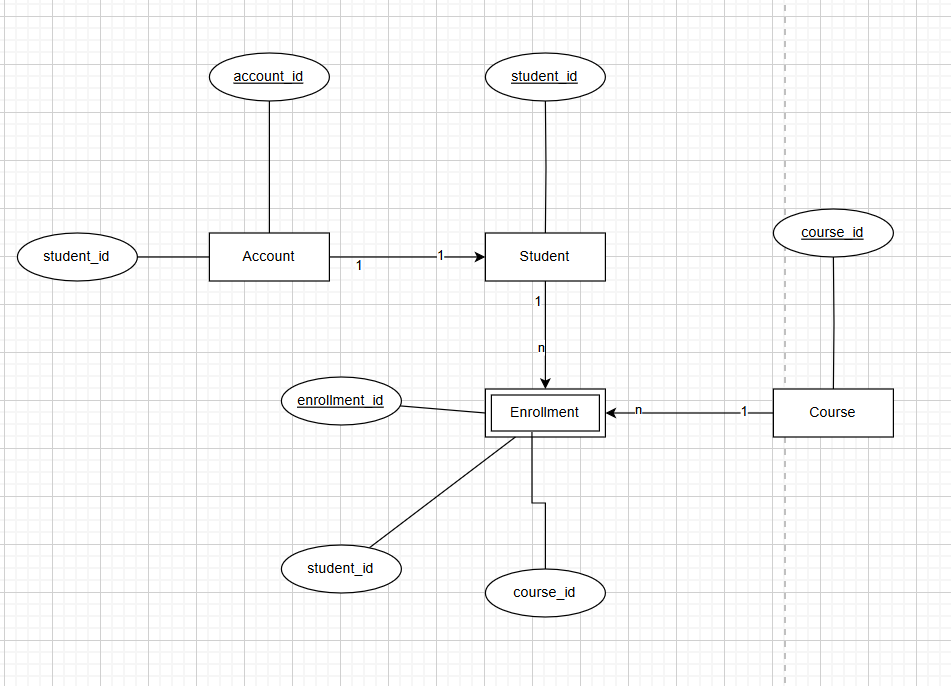 account_id
student_id
course_id
student_id
Account
1
1
Student
1
n
enrollment_id
Enrollment
n
1
Course
student_id
course_id